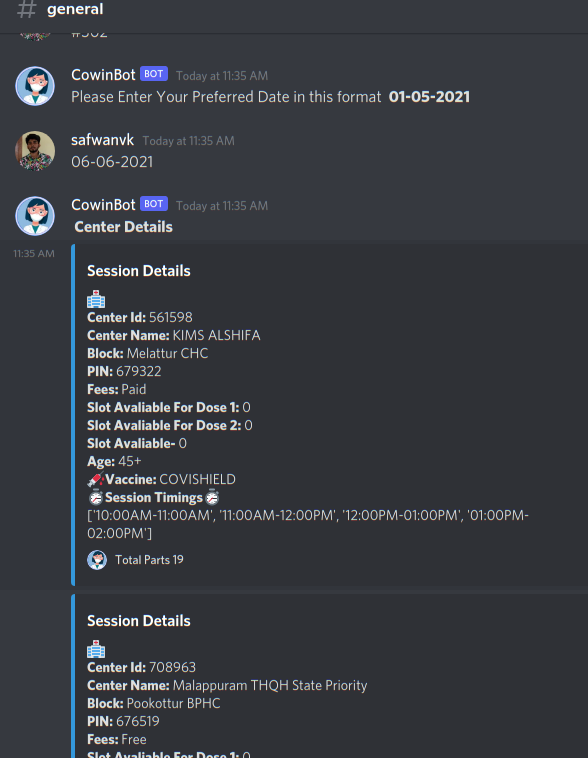 # general
#302
CowinBot BOT Today at 11:35 AM
Please Enter Your Preferred Date in this format 01-05-2021
safwanvk Today at 11:35 AM
06-06-2021
CowinBot BOT Today at 11:35 AM
Center Details
11:35 AM
Session Details
Center Id: 561598
Center Name: KIMS ALSHIFA
Block: Melattur CHC
PIN: 679322
Fees: Paid
Slot Avaliable For Dose 1: 0
Slot Avaliable For Dose 2: 0
Slot Avaliable- 0
Age: 45+
Vaccine: COVISHIELD
Session Timings
['10:00AM-11:00AM', '11:00AM-12:00PM', '12:00PM-01:00PM', '01:00PM-
02:00PM']
Total Parts 19
Session Details
Center Id: 708963
Center Name: Malappuram THQH State Priority
Block: Pookottur BPHC
PIN: 676519
Fees: Free
Slot Avaliable For Dose 1: 0